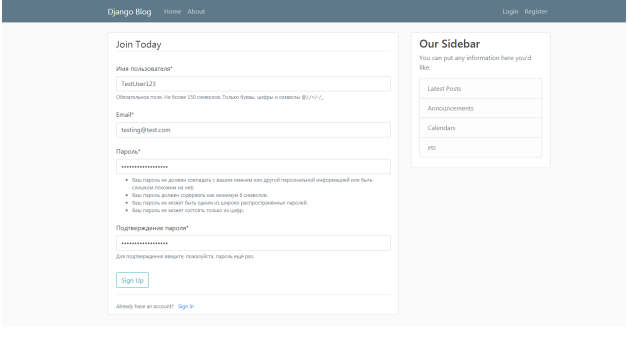 Django Blog Home About Login Register
Join Today
Имя пользователя*
TestUser123
Обязательное поле. Не более 150 символов. Только буквы, цифры и символы @/./+/-/_.
Email*
testing@test.com
Пароль*
••••••••••••••••••
• Ваш пароль не должен совпадать с вашим именем или другой персональной информацией или быть
слишком похожим на неё.
• Ваш пароль должен содержать как минимум 8 символов.
• Ваш пароль не может быть одним из широко распространённых паролей.
• Ваш пароль не может состоять только из цифр.
Подтверждение пароля*
••••••••••••••••••
Для подтверждения введите, пожалуйста, пароль ещё раз.
Sign Up
Already have an account? Sign In
Our Sidebar
You can put any information here you'd
like.
Latest Posts
Announcements
Calendars
etc